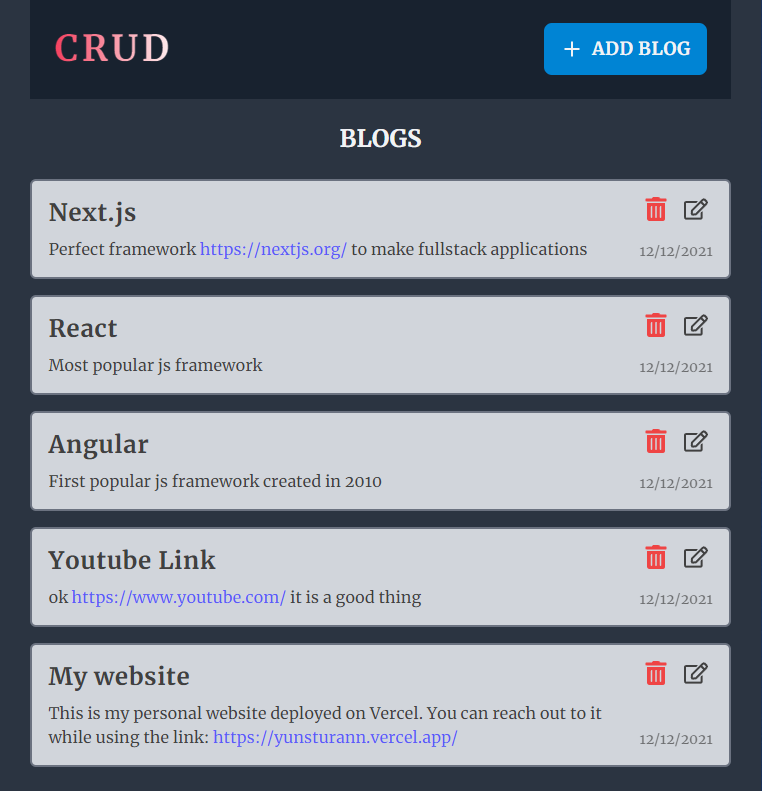 CRUD
ADD BLOG
BLOGS
Next.js
Perfect framework https://nextjs.org/ to make fullstack applications
12/12/2021
React
Most popular js framework
12/12/2021
Angular
First popular js framework created in 2010
12/12/2021
Youtube Link
ok https://www.youtube.com/ it is a good thing
12/12/2021
My website
This is my personal website deployed on Vercel. You can reach out to it
while using the link: https://yunsturann.vercel.app/
12/12/2021